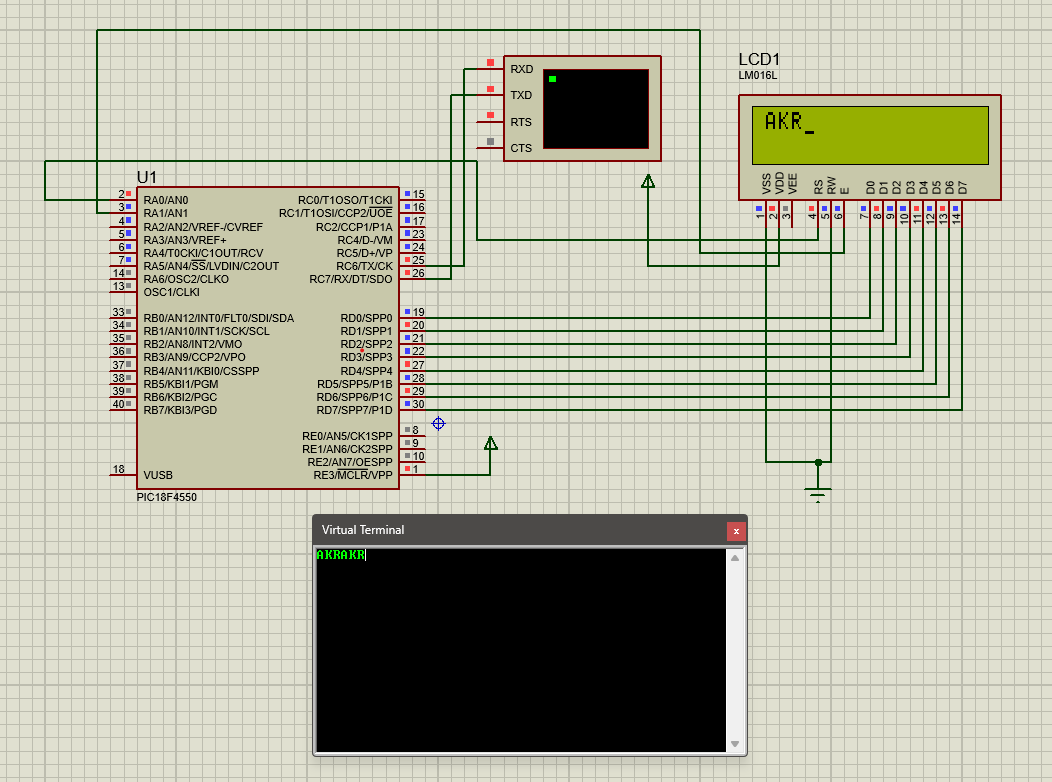 LCD1
LM016L
RXD
TXD
RTS
CTS
AKR_
VSS
VDD
VEE
RS
RW
E
D0
D1
D2
D3
D4
D5
D6
D7
1
2
3
4
5
6
7
8
9
10
11
12
13
14
U1
2 RA0/AN0 RC0/T1OSO/T1CKI 15
3 RA1/AN1 RC1/T1OSI/CCP2/UOE 16
4 RA2/AN2/VREF-/CVREF RC2/CCP1/P1A 17
5 RA3/AN3/VREF+ RC4/D-/VM 23
6 RA4/T0CKI/C1OUT/RCV RC5/D+/VP 24
7 RA5/AN4/SS/LVDIN/C2OUT RC6/TX/CK 25
14 RA6/OSC2/CLKO RC7/RX/DT/SDO 26
13 OSC1/CLKI
33 RB0/AN12/INT0/FLT0/SDI/SDA RD0/SPP0 19
34 RB1/AN10/INT1/SCK/SCL RD1/SPP1 20
35 RB2/AN8/INT2/VMO RD2/SPP2 21
36 RB3/AN9/CCP2/VPO RD3/SPP3 22
37 RB4/AN11/KBI0/CSSPP RD4/SPP4 27
38 RB5/KBI1/PGM RD5/SPP5/P1B 28
39 RB6/KBI2/PGC RD6/SPP6/P1C 29
40 RB7/KBI3/PGD RD7/SPP7/P1D 30
RE0/AN5/CK1SPP 8
RE1/AN6/CK2SPP 9
RE2/AN7/OESPP 10
18 VUSB RE3/MCLR/VPP 1
PIC18F4550
Virtual Terminal
x
AKRAKR